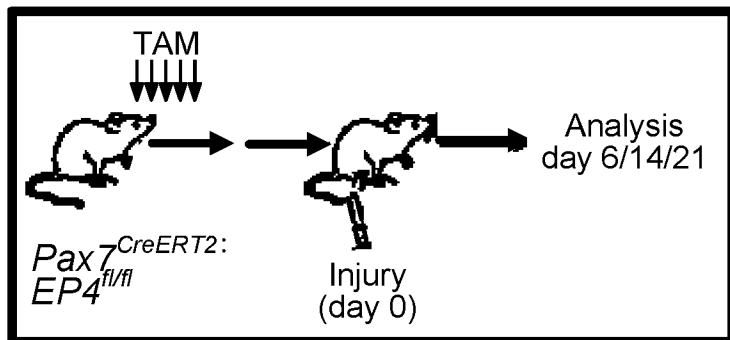 TAM
Analysis
day 6/14/21
Pax7CreERT2:
EP4fl/fl
Injury
(day 0)